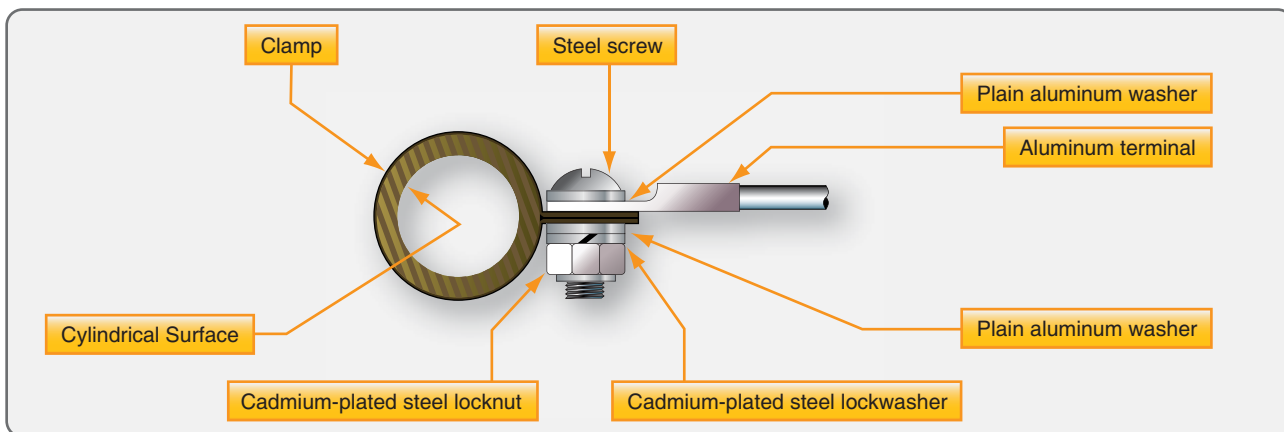 Clamp
Steel screw
Plain aluminum washer
Aluminum terminal
Cylindrical Surface
Plain aluminum washer
Cadmium-plated steel locknut
Cadmium-plated steel lockwasher